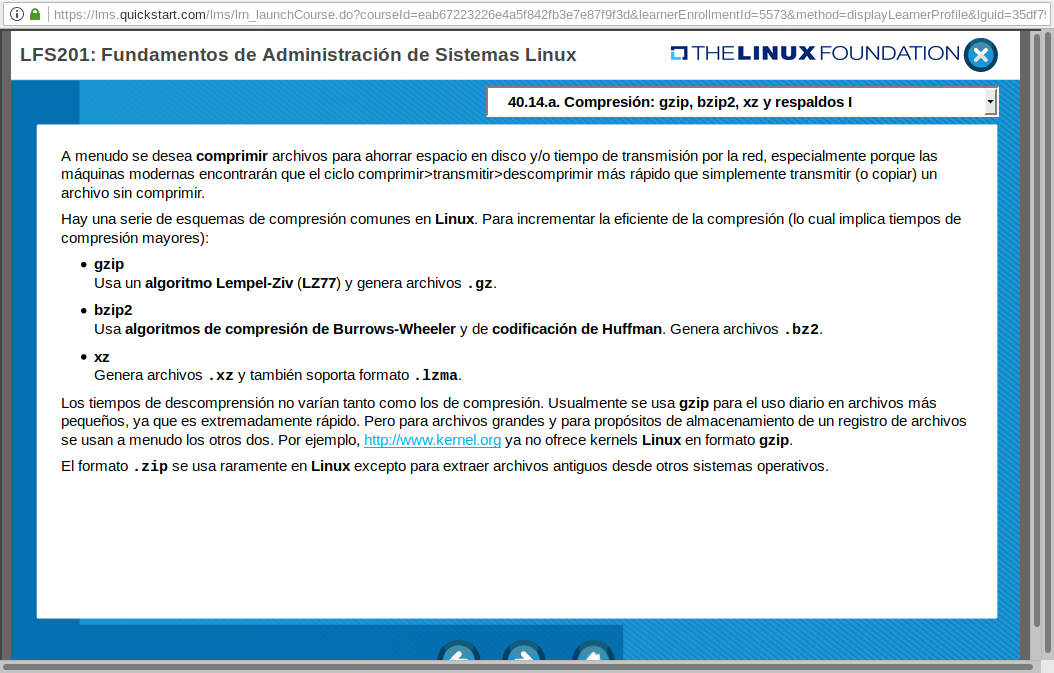 https://lms.quickstart.com/lms/lrn_launchCourse.do?courseId=eab67223226e4a5f842fb3e7e87f9f3d&learnerEnrollmentId=5573&method=displayLearnerProfile&lguid=35df79
LFS201: Fundamentos de Administración de Sistemas Linux
THE LINUX FOUNDATION
40.14.a. Compresión: gzip, bzip2, xz y respaldos I
A menudo se desea comprimir archivos para ahorrar espacio en disco y/o tiempo de transmisión por la red, especialmente porque las
máquinas modernas encontrarán que el ciclo comprimir>transmitir>descomprimir más rápido que simplemente transmitir (o copiar) un
archivo sin comprimir.
Hay una serie de esquemas de compresión comunes en Linux. Para incrementar la eficiente de la compresión (lo cual implica tiempos de
compresión mayores):
• gzip
Usa un algoritmo Lempel-Ziv (LZ77) y genera archivos .gz.
• bzip2
Usa algoritmos de compresión de Burrows-Wheeler y de codificación de Huffman. Genera archivos .bz2.
• xz
Genera archivos .xz y también soporta formato .lzma.
Los tiempos de descomprensión no varían tanto como los de compresión. Usualmente se usa gzip para el uso diario en archivos más
pequeños, ya que es extremadamente rápido. Pero para archivos grandes y para propósitos de almacenamiento de un registro de archivos
se usan a menudo los otros dos. Por ejemplo, http://www.kernel.org ya no ofrece kernels Linux en formato gzip.
El formato .zip se usa raramente en Linux excepto para extraer archivos antiguos desde otros sistemas operativos.